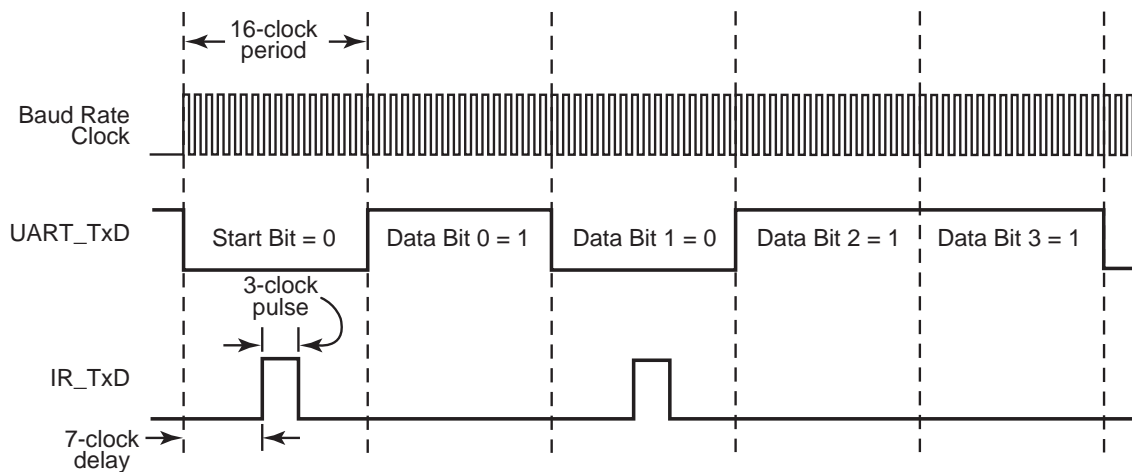 16-clock
period
Baud Rate
Clock
UART_TxD
Start Bit = 0
Data Bit 0 = 1
Data Bit 1 = 0
Data Bit 2 = 1
Data Bit 3 = 1
3-clock
pulse
IR_TxD
7-clock
delay